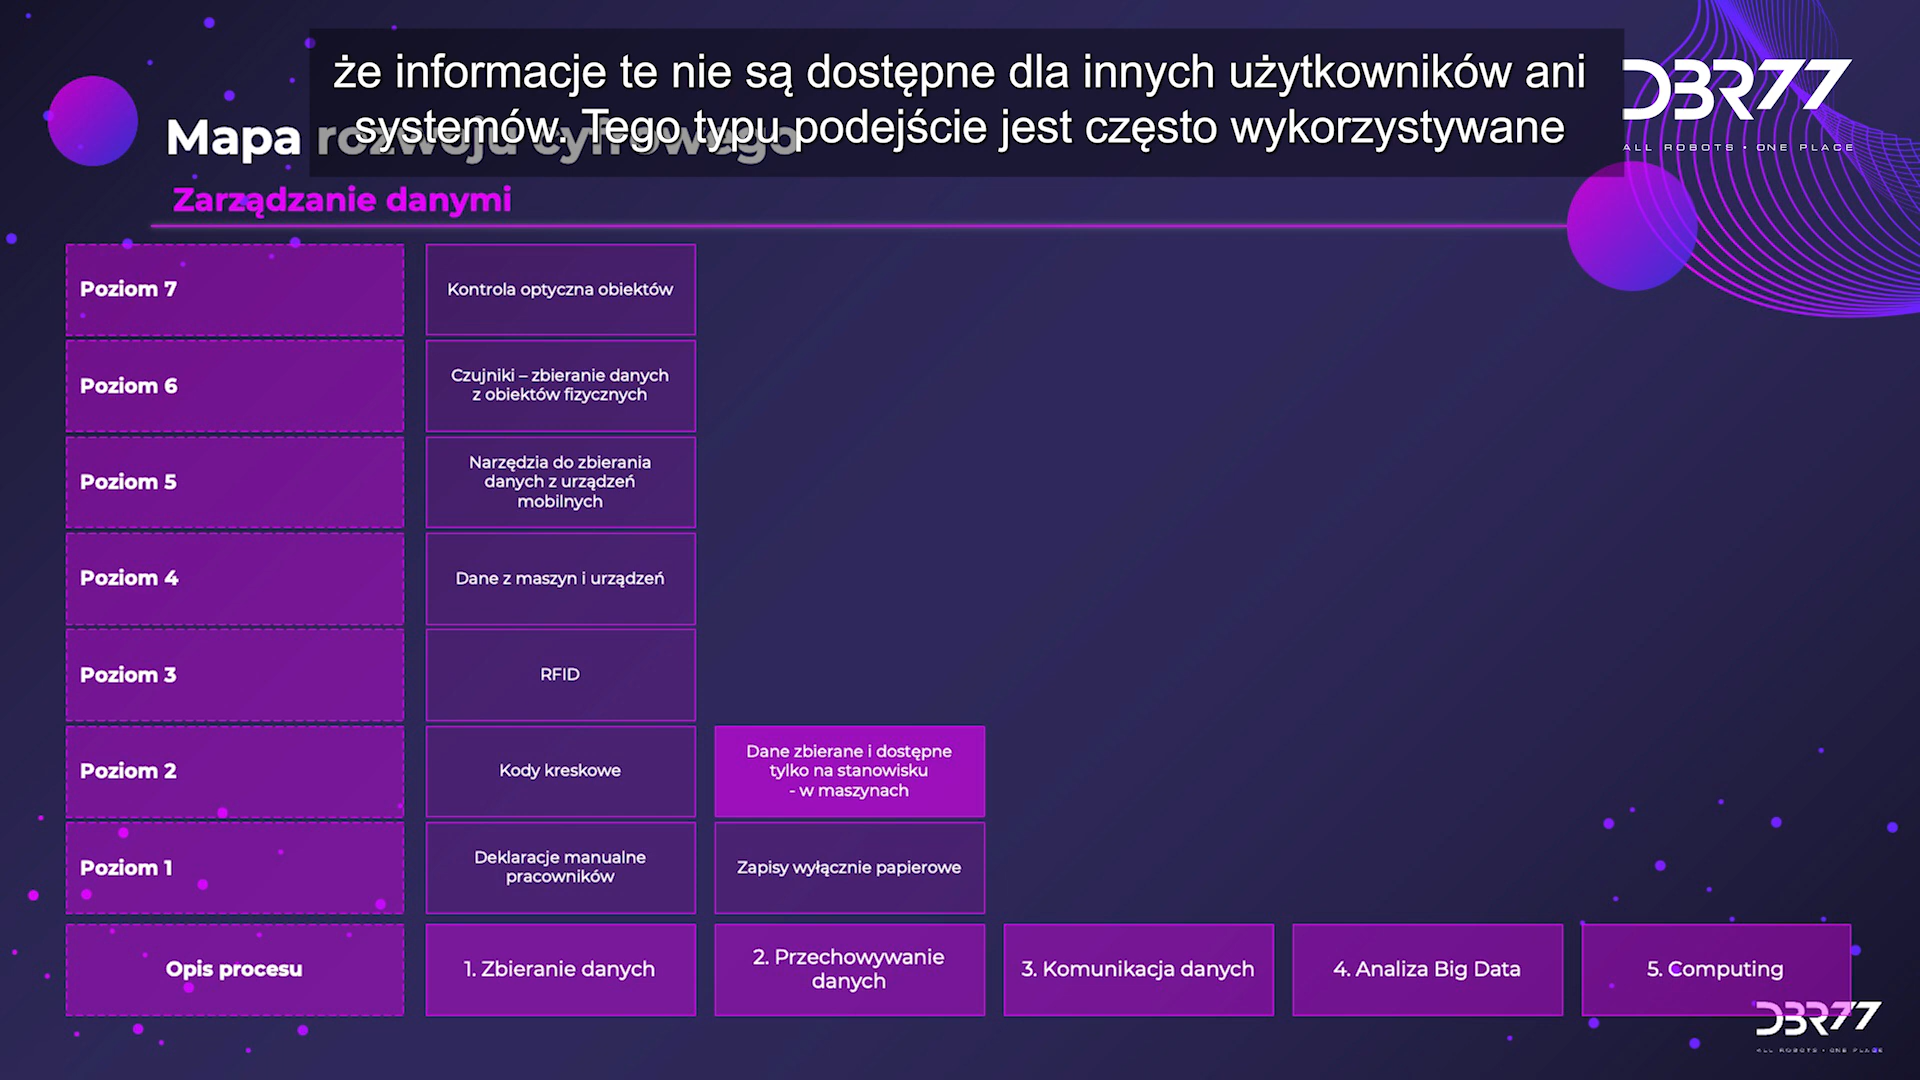 że informacje te nie są dostępne dla innych użytkowników ani
systemów. Tego typu podejście jest często wykorzystywane
DBR77
ALL ROBOTS • ONE PLACE
Mapa rozwoju cyfrowego
Zarządzanie danymi
Poziom 7
Kontrola optyczna obiektów
Poziom 6
Czujniki – zbieranie danych
z obiektów fizycznych
Poziom 5
Narzędzia do zbierania
danych z urządzeń
mobilnych
Poziom 4
Dane z maszyn i urządzeń
Poziom 3
RFID
Poziom 2
Kody kreskowe
Dane zbierane i dostępne
tylko na stanowisku
- w maszynach
Poziom 1
Deklaracje manualne
pracowników
Zapisy wyłącznie papierowe
Opis procesu
1. Zbieranie danych
2. Przechowywanie
danych
3. Komunikacja danych
4. Analiza Big Data
5. Computing
DBR77
ALL ROBOTS • ONE PLACE